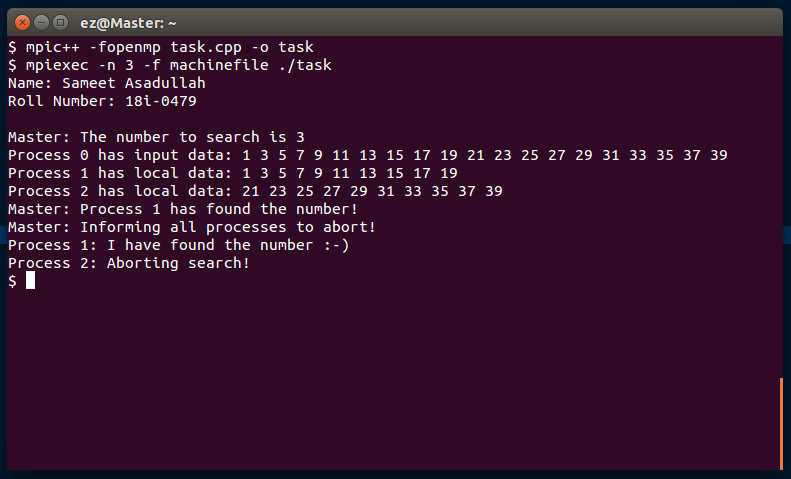 ez@Master: ~
$ mpic++ -fopenmp task.cpp -o task
$ mpiexec -n 3 -f machinefile ./task
Name: Sameet Asadullah
Roll Number: 18i-0479
Master: The number to search is 3
Process 0 has input data: 1 3 5 7 9 11 13 15 17 19 21 23 25 27 29 31 33 35 37 39
Process 1 has local data: 1 3 5 7 9 11 13 15 17 19
Process 2 has local data: 21 23 25 27 29 31 33 35 37 39
Master: Process 1 has found the number!
Master: Informing all processes to abort!
Process 1: I have found the number :-)
Process 2: Aborting search!
$